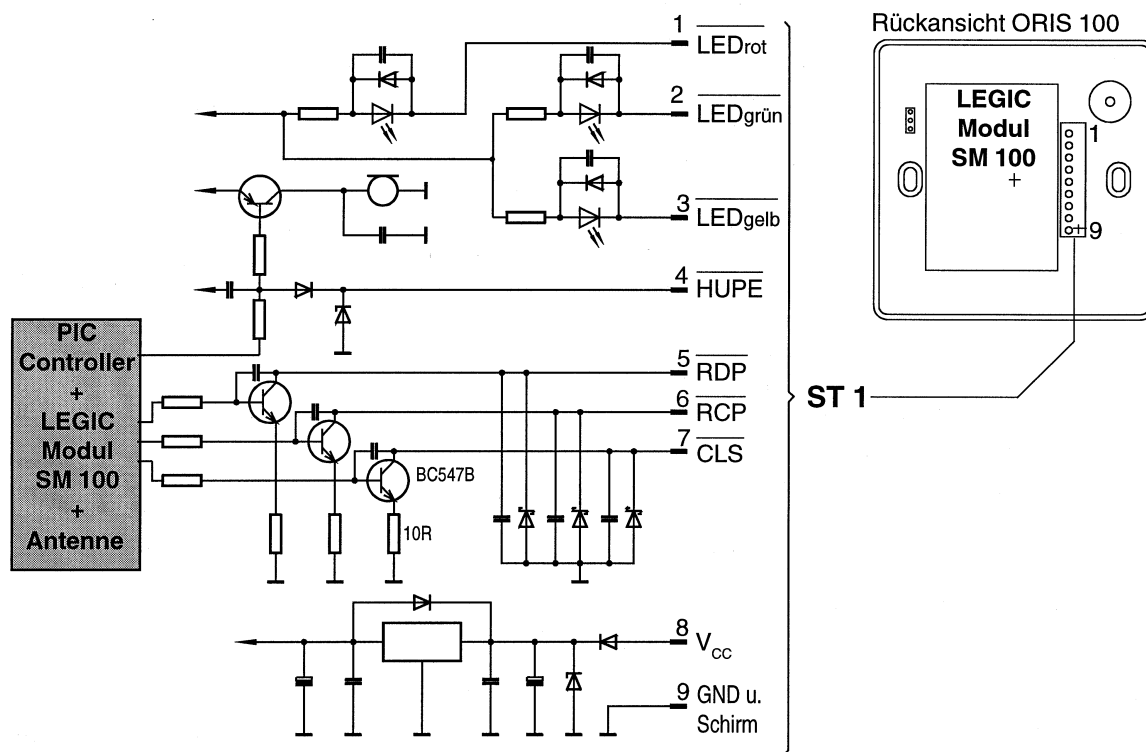 Rückansicht ORIS 100
LEGIC
Modul
SM 100
1
9
1 LEDrot
2 LEDgrün
3 LEDgelb
4 HUPE
5 RDP
6 RCP
7 CLS
8 VCC
9 GND u.
Schirm
ST 1
PIC
Controller
+
LEGIC
Modul
SM 100
+
Antenne
BC547B
10R